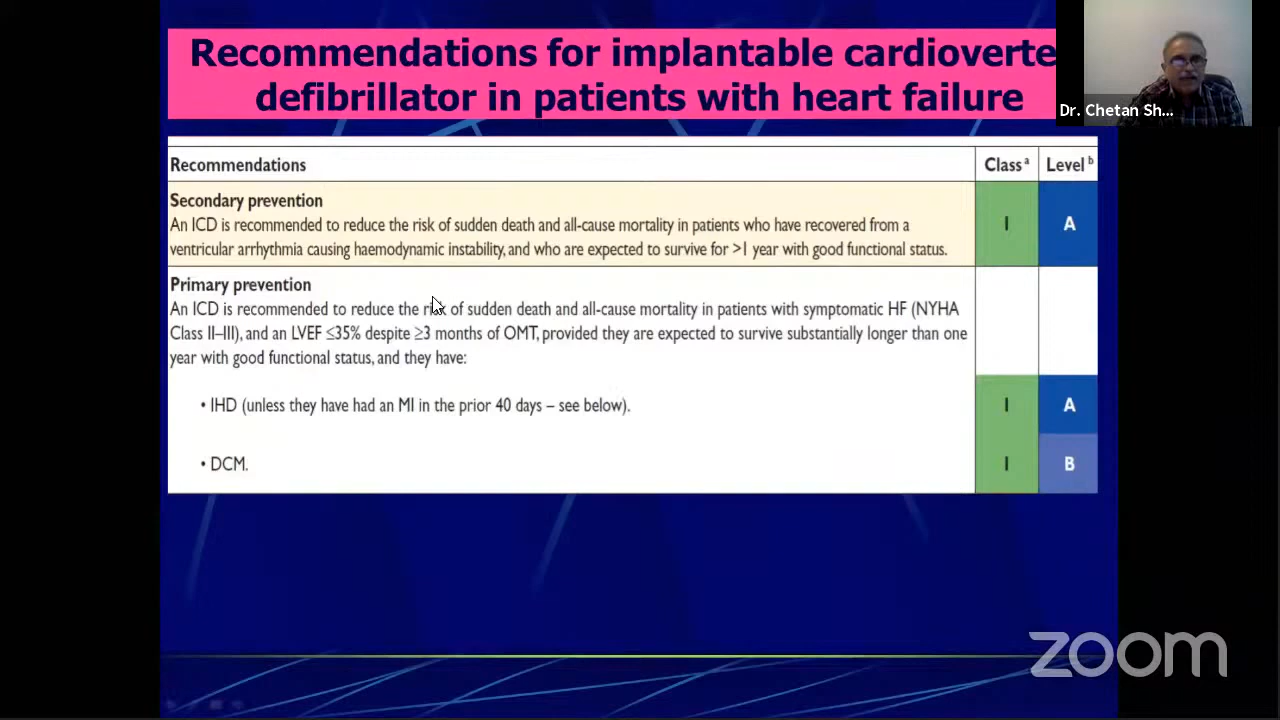 Recommendations for implantable cardioverte
defibrillator in patients with heart failure
Dr. Chetan Sh...
Recommendations Class a Level b
Secondary prevention
An ICD is recommended to reduce the risk of sudden death and all-cause mortality in patients who have recovered from a
ventricular arrhythmia causing haemodynamic instability, and who are expected to survive for >1 year with good functional status.
I A
Primary prevention
An ICD is recommended to reduce the risk of sudden death and all-cause mortality in patients with symptomatic HF (NYHA
Class II–III), and an LVEF ≤35% despite ≥3 months of OMT, provided they are expected to survive substantially longer than one
year with good functional status, and they have:
• IHD (unless they have had an MI in the prior 40 days – see below). I A
• DCM. I B
zoom